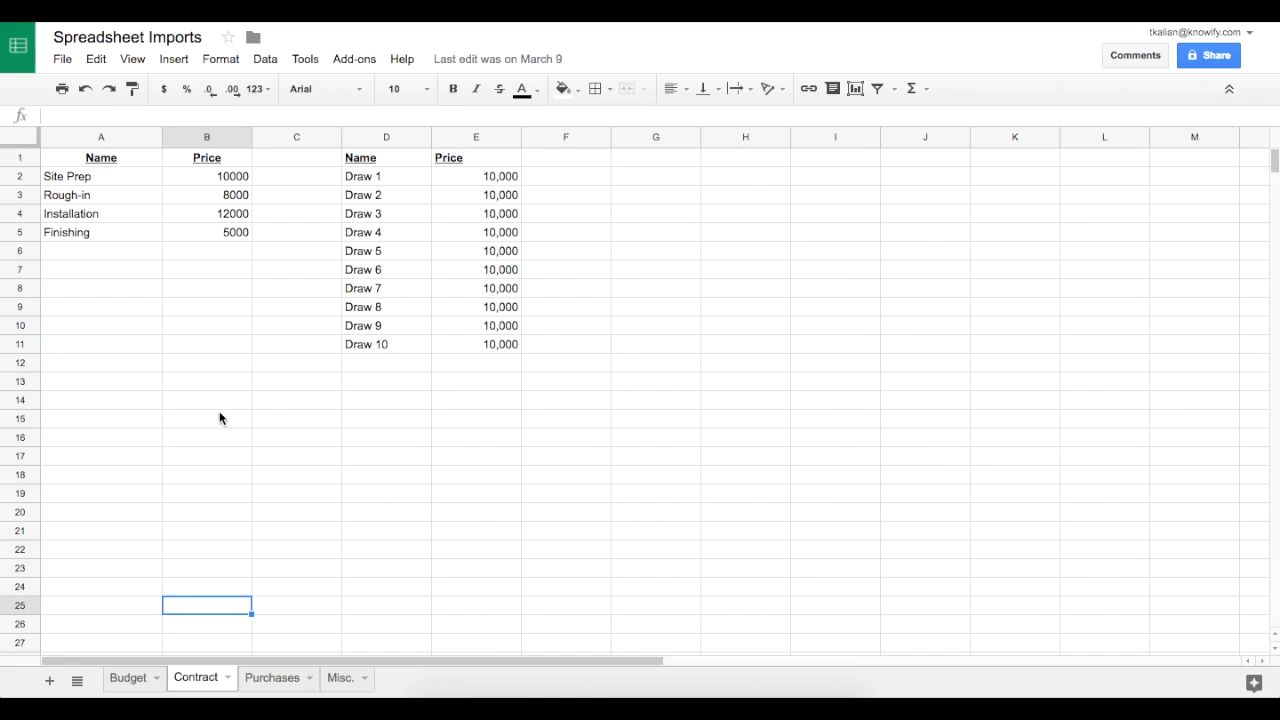 Spreadsheet Imports
tkalian@knowify.com
File Edit View Insert Format Data Tools Add-ons Help Last edit was on March 9
Comments Share
$ % .0 .00 123 Arial 10 B I S A Σ
fx
A B C D E F G H I J K L M
1 Name Price Name Price
2 Site Prep 10000 Draw 1 10,000
3 Rough-in 8000 Draw 2 10,000
4 Installation 12000 Draw 3 10,000
5 Finishing 5000 Draw 4 10,000
6 Draw 5 10,000
7 Draw 6 10,000
8 Draw 7 10,000
9 Draw 8 10,000
10 Draw 9 10,000
11 Draw 10 10,000
12
13
14
15
16
17
18
19
20
21
22
23
24
25
26
27
Budget Contract Purchases Misc.